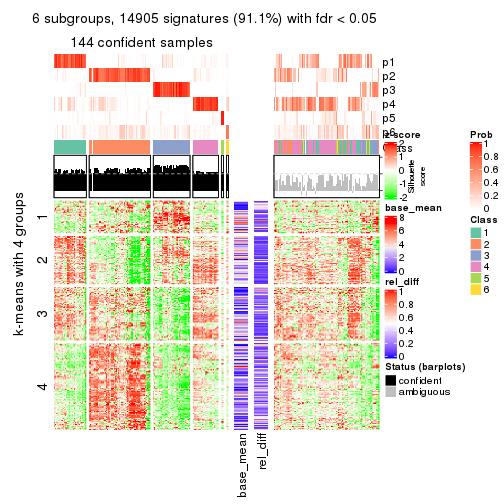 6 subgroups, 14905 signatures (91.1%) with fdr < 0.05
144 confident samples
p1
p2
p3
p4
p5
p6
Class
1
2
3
4
k-means with 4 groups
base_mean
rel_diff
z-score
2
1
0
-1
-2
Silhouette
score
base_mean
8
6
4
2
0
rel_diff
1
0.8
0.6
0.4
0.2
0
Status (barplots)
confident
ambiguous
Prob
1
0.8
0.6
0.4
0.2
0
Class
1
2
3
4
5
6